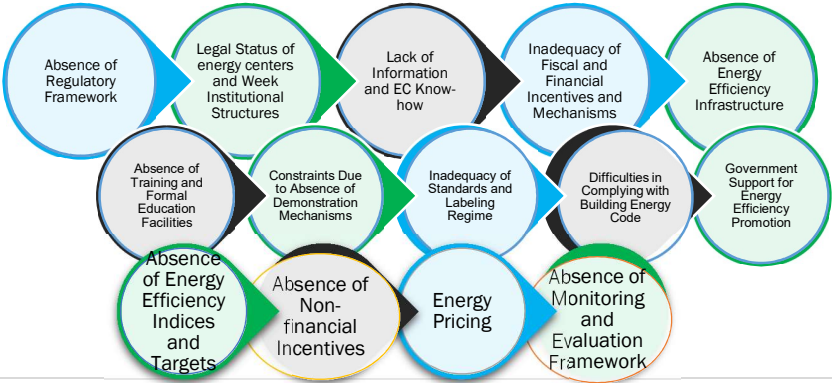 Absence of
Regulatory
Framework
Legal Status of
energy centers
and Week
Institutional
Structures
Lack of
Information
and EC Know-
how
Inadequacy of
Fiscal and
Financial
Incentives and
Mechanisms
Absence of
Energy
Efficiency
Infrastructure
Absence of
Training and
Formal
Education
Facilities
Constraints Due
to Absence of
Demonstration
Mechanisms
Inadequacy of
Standards and
Labeling
Regime
Difficulties in
Complying with
Building Energy
Code
Government
Support for
Energy
Efficiency
Promotion
Absence
of Energy
Efficiency
Indices
and
Targets
Absence of
Non-
financial
Incentives
Energy
Pricing
Absence of
Monitoring
and
Evaluation
Framework